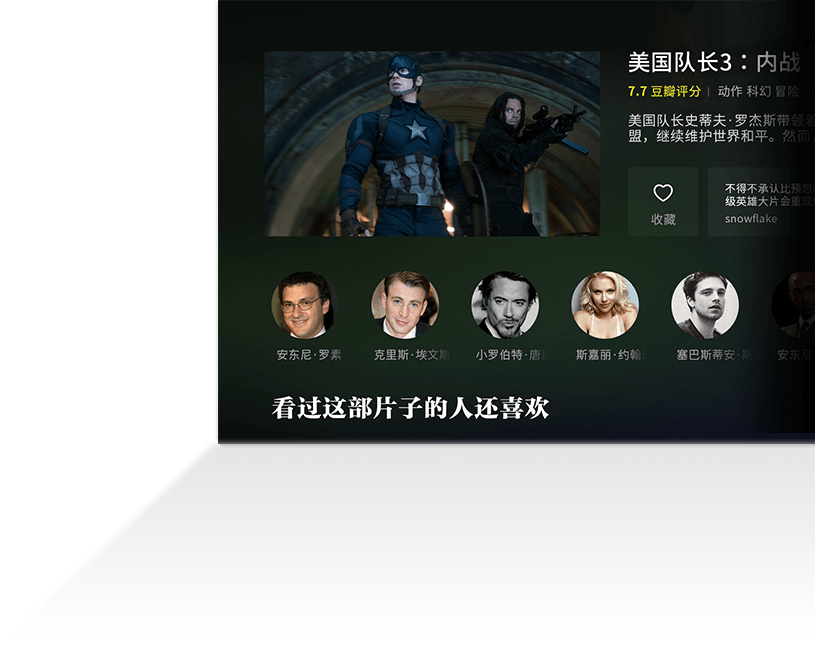 美国队长3：内战
7.7 豆瓣评分 | 动作 科幻 冒险
美国队长史蒂夫·罗杰斯带领
盟，继续维护世界和平。然而
收藏
不得不承认比预想
级英雄大片会重现
snowflake
安东尼·罗素
克里斯·埃文斯
小罗伯特·唐
斯嘉丽·约翰
塞巴斯蒂安·斯
安东尼
看过这部片子的人还喜欢